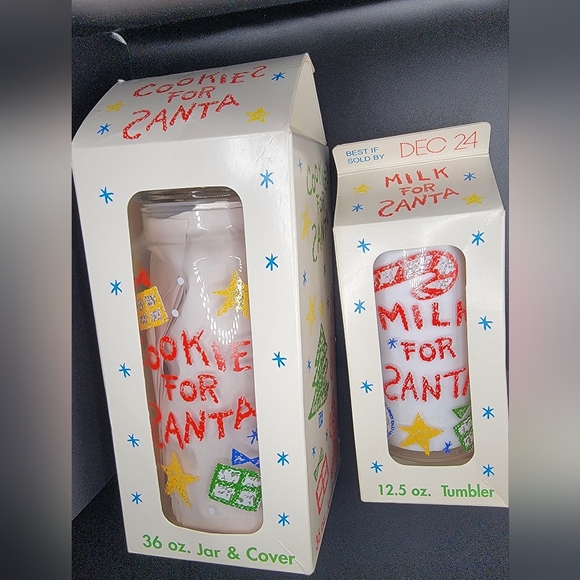 COOKIES
FOR
SANTA
OOKIE
FOR
SANTA
36 oz. Jar & Cover
BEST IF
SOLD BY
DEC 24
MILK
FOR
SANTA
MILK
FOR
SANTA
12.5 oz. Tumbler